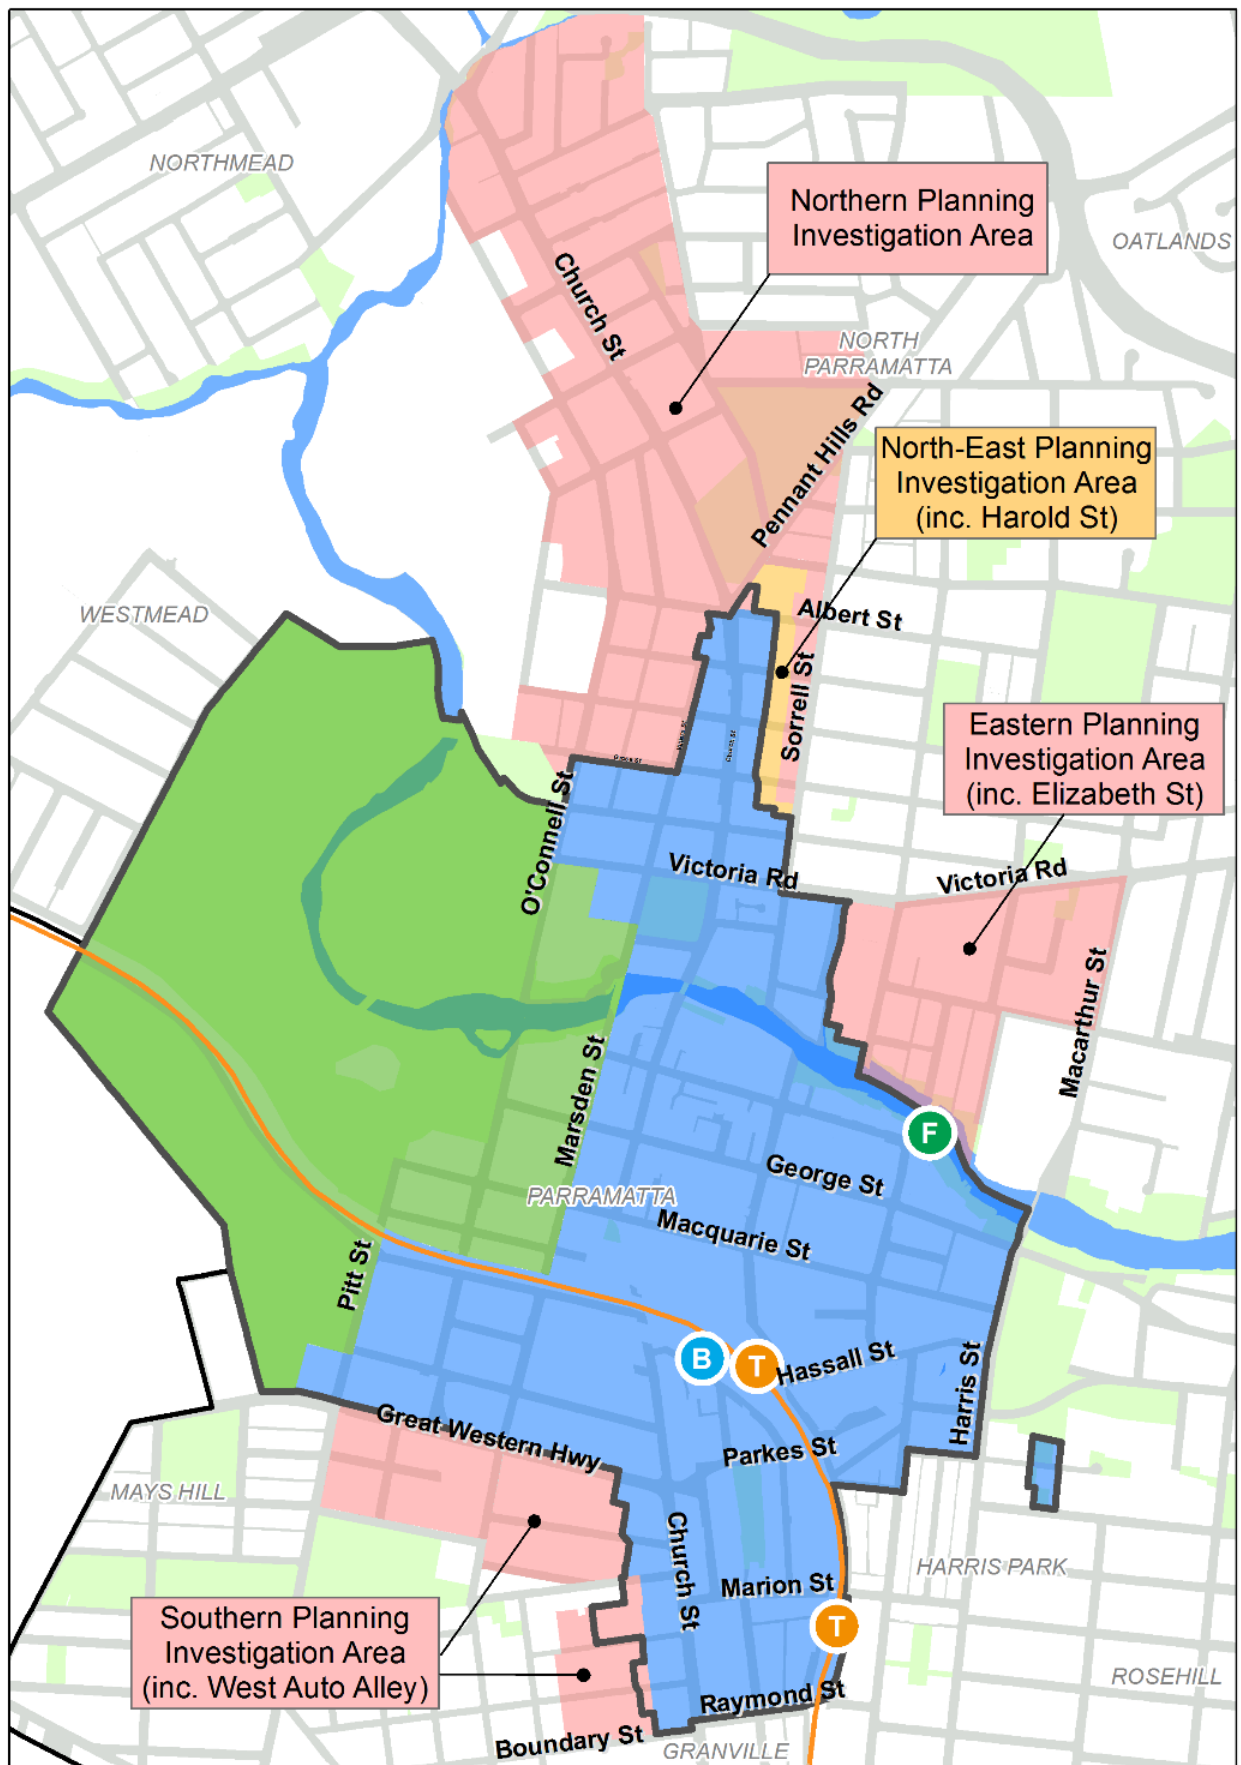 NORTHMEAD
Northern Planning
Investigation Area
OATLANDS
Church St
NORTH
PARRAMATTA
Pennant Hills Rd
North-East Planning
Investigation Area
(inc. Harold St)
WESTMEAD
Albert St
Sorrell St
Eastern Planning
Investigation Area
(inc. Elizabeth St)
O'Connell St
Victoria Rd
Victoria Rd
Macarthur St
Marsden St
F
George St
PARRAMATTA
Macquarie St
Pitt St
B
T
Hassall St
Harris St
Great Western Hwy
Parkes St
MAYS HILL
Church St
HARRIS PARK
Marion St
Southern Planning
Investigation Area
(inc. West Auto Alley)
T
ROSEHILL
Raymond St
Boundary St
GRANVILLE